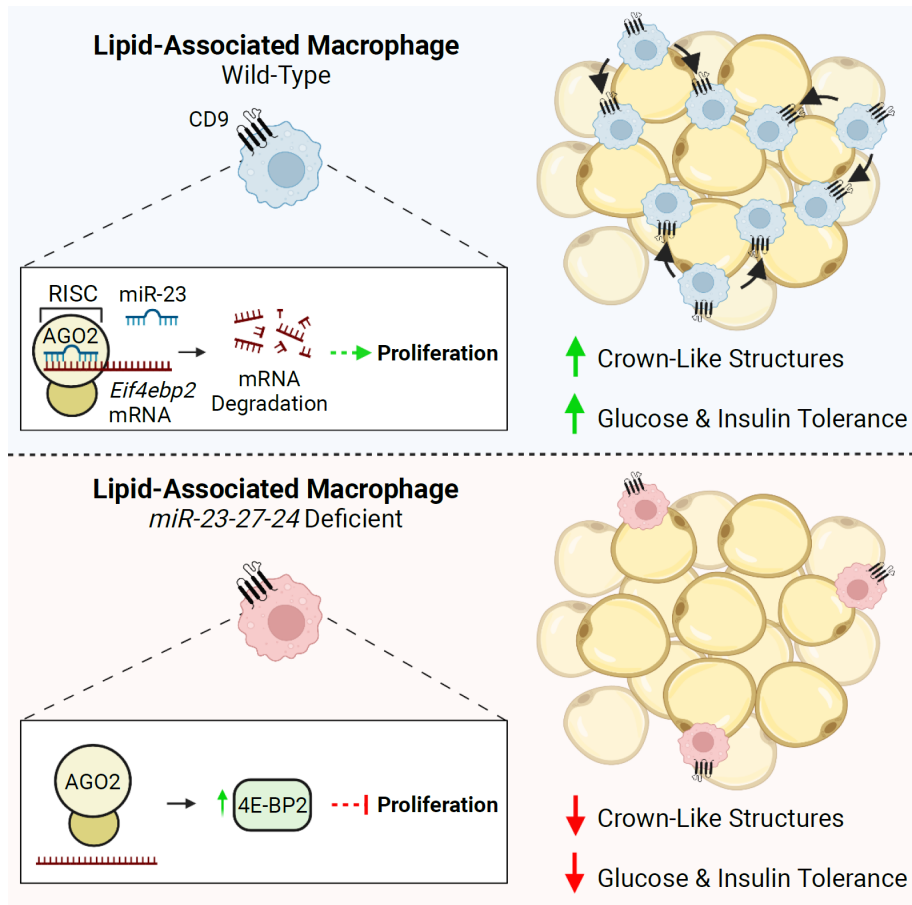 Lipid-Associated Macrophage
Wild-Type
CD9
RISC
miR-23
AGO2
Eif4ebp2
mRNA
mRNA
Degradation
Proliferation
Crown-Like Structures
Glucose & Insulin Tolerance
Lipid-Associated Macrophage
miR-23-27-24 Deficient
AGO2
4E-BP2
Proliferation
Crown-Like Structures
Glucose & Insulin Tolerance